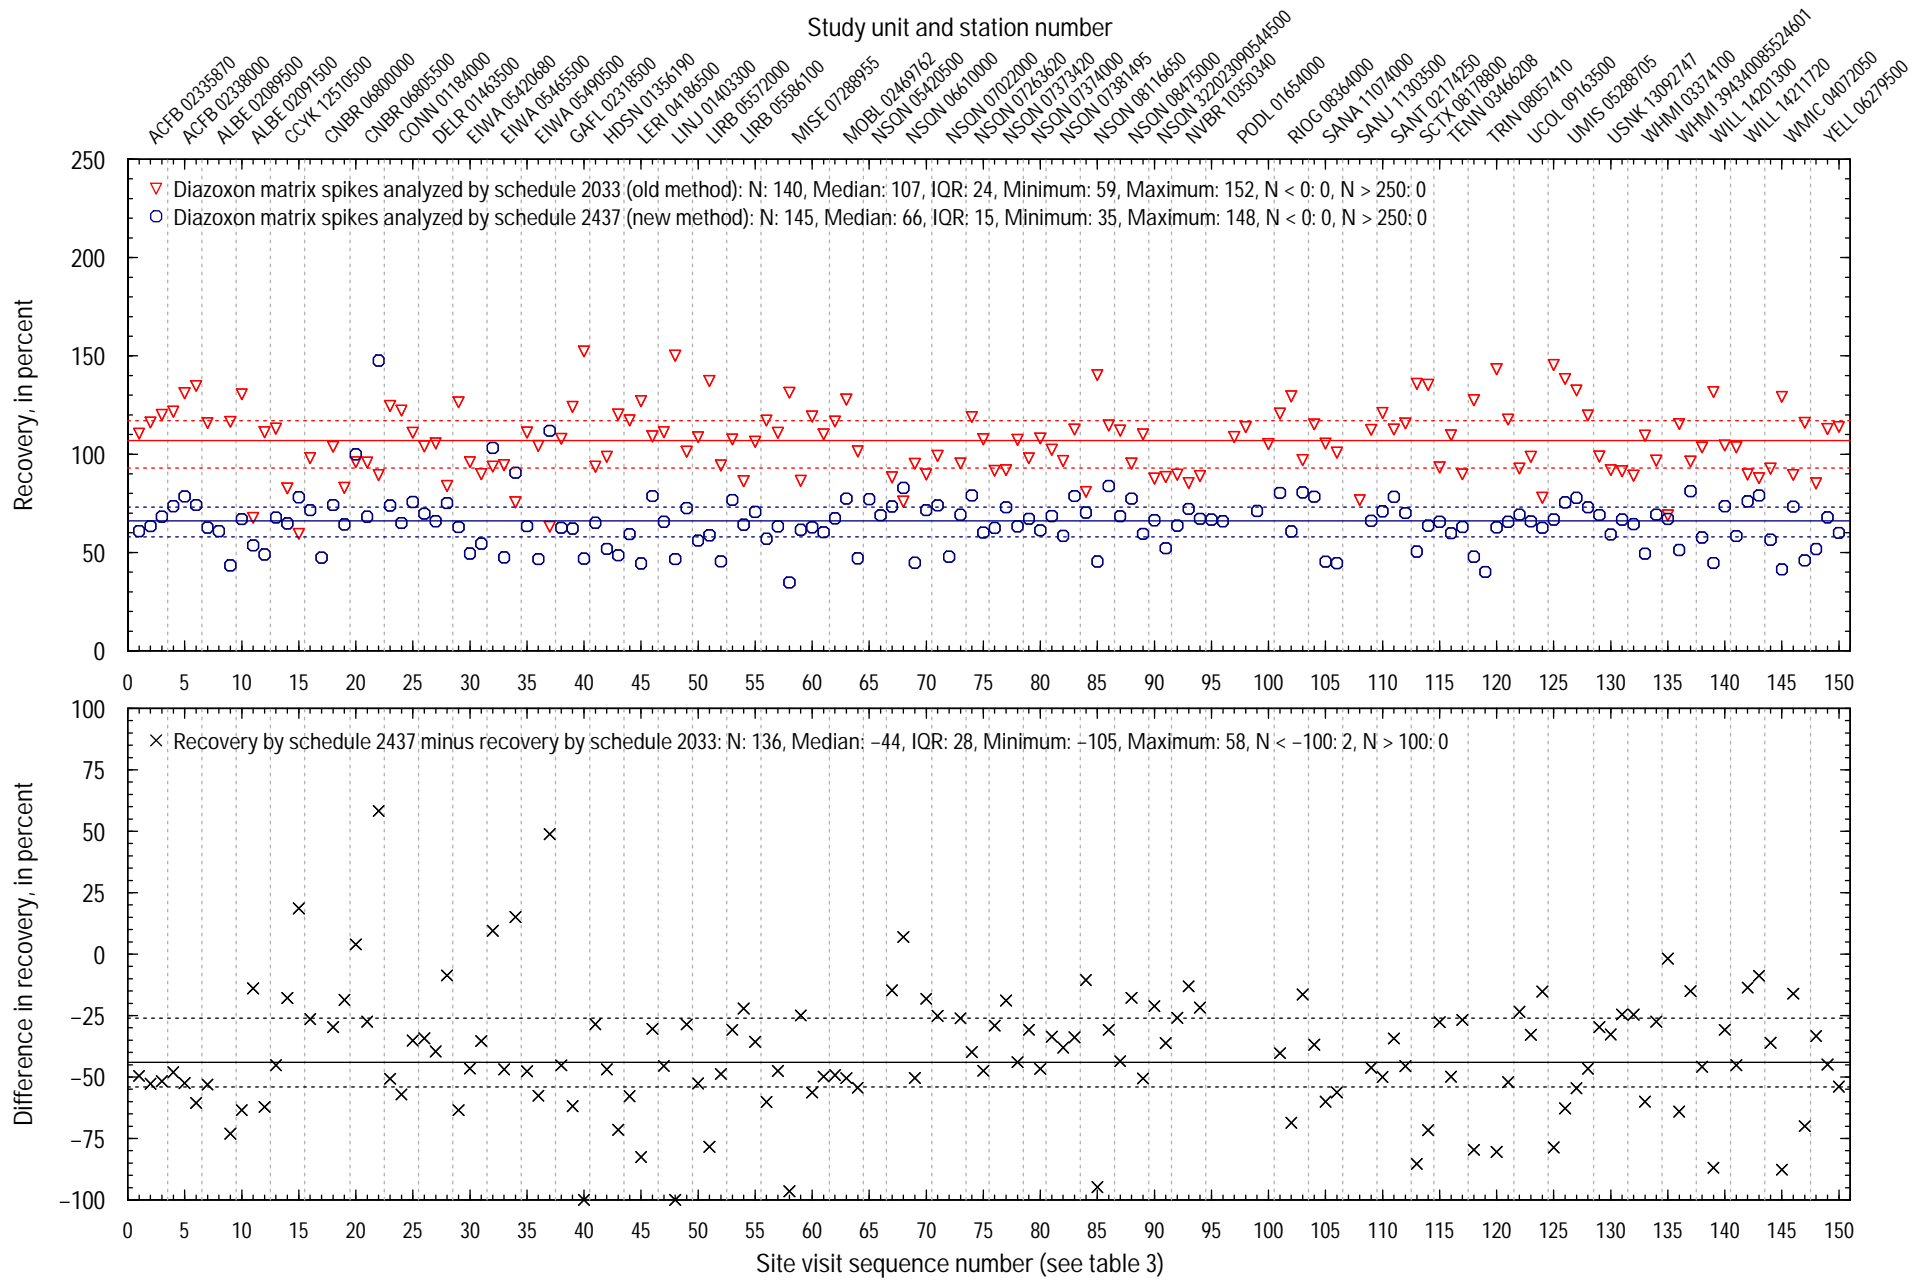 Study unit and station number
ACFB 02335870
ACFB 02338000
ALBE 02089500
ALBE 02091500
CCYK 12510500
CNBR 06800000
CNBR 06805500
CONN 01184000
DELR 01463500
EIWA 05420680
EIWA 05465500
EIWA 05490500
GAFL 02318500
HDSN 01356190
LERI 04186500
LINJ 01403300
LIRB 05572000
LIRB 05586100
MISE 07288955
MOBL 02469762
NSON 05420500
NSON 06610000
NSON 07022000
NSON 07263620
NSON 07373420
NSON 07374000
NSON 07381495
NSON 08116650
NSON 08475000
NSON 322023090544500
NVBR 10350340
PODL 01654000
RIOG 08364000
SANA 11074000
SANJ 11303500
SANT 02174250
SCTX 08178800
TENN 03466208
TRIN 08057410
UCOL 09163500
UMIS 05288705
USNK 13092747
WHMI 03374100
WHMI 394340085524601
WILL 14201300
WILL 14211720
WMIC 04072050
YELL 06279500
Recovery, in percent
250
200
150
100
50
0
Diazoxon matrix spikes analyzed by schedule 2033 (old method): N: 140, Median: 107, IQR: 24, Minimum: 59, Maximum: 152, N < 0: 0, N > 250: 0
Diazoxon matrix spikes analyzed by schedule 2437 (new method): N: 145, Median: 66, IQR: 15, Minimum: 35, Maximum: 148, N < 0: 0, N > 250: 0
0 5 10 15 20 25 30 35 40 45 50 55 60 65 70 75 80 85 90 95 100 105 110 115 120 125 130 135 140 145 150
Difference in recovery, in percent
100
75
50
25
0
−25
−50
−75
−100
Recovery by schedule 2437 minus recovery by schedule 2033: N: 136, Median: −44, IQR: 28, Minimum: −105, Maximum: 58, N < −100: 2, N > 100: 0
0 5 10 15 20 25 30 35 40 45 50 55 60 65 70 75 80 85 90 95 100 105 110 115 120 125 130 135 140 145 150
Site visit sequence number (see table 3)